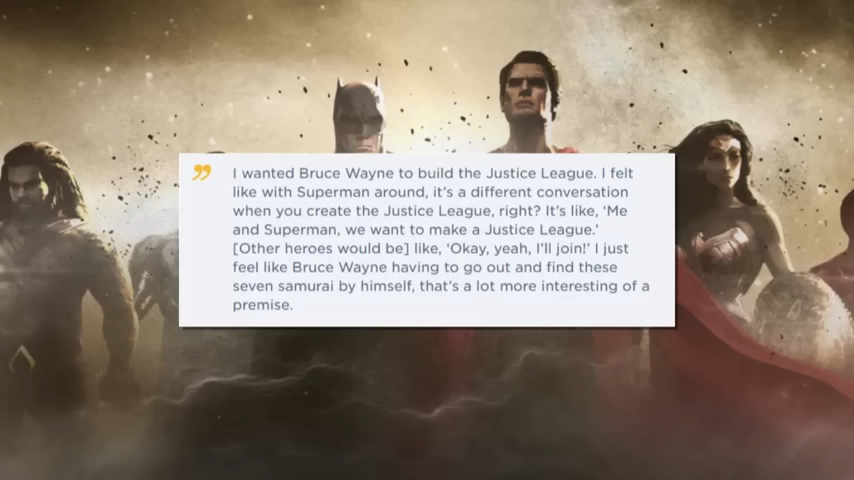 I wanted Bruce Wayne to build the Justice League. I felt
like with Superman around, it's a different conversation
when you create the Justice League, right? It's like, ‘Me
and Superman, we want to make a Justice League.’
[Other heroes would be] like, ‘Okay, yeah, I'll join!’ I just
feel like Bruce Wayne having to go out and find these
seven samurai by himself, that's a lot more interesting of a
premise.